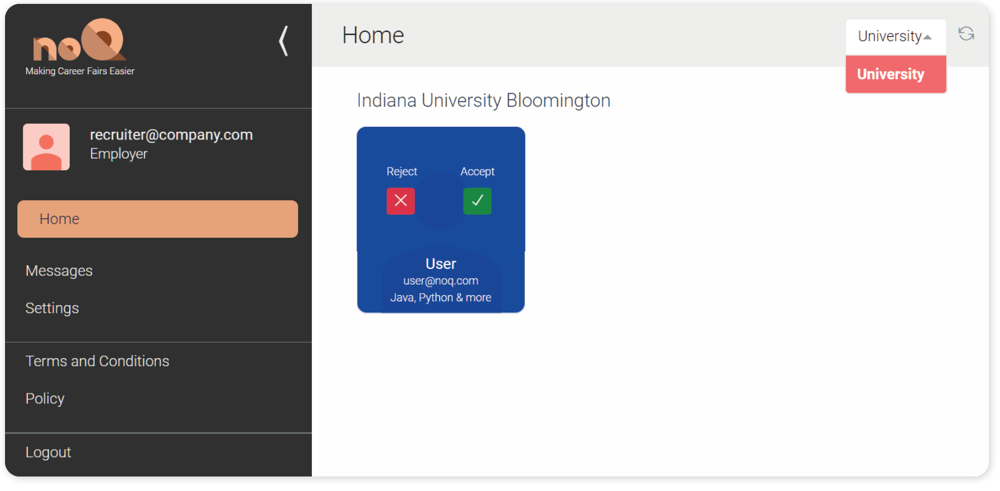 noQ
Making Career Fairs Easier
recruiter@company.com
Employer
Home
Messages
Settings
Terms and Conditions
Policy
Logout
Home
University
University
Indiana University Bloomington
Reject Accept
User
user@noq.com
Java, Python & more